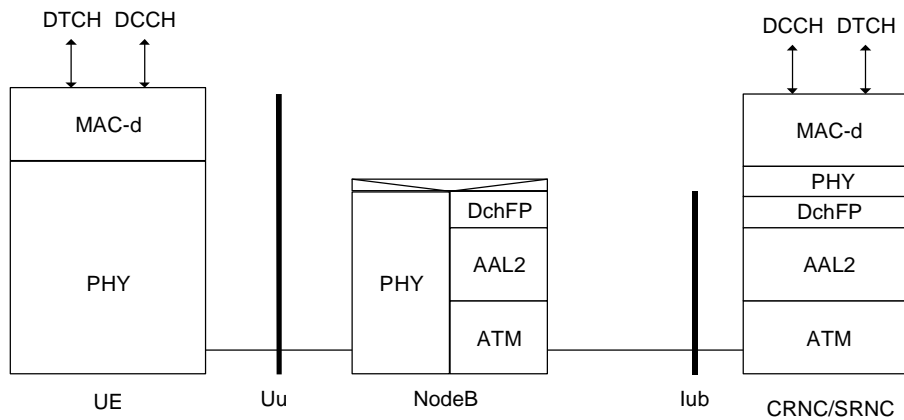 DTCH DCCH
DCCH DTCH
MAC-d
MAC-d
PHY
DchFP
DchFP
PHY
PHY
AAL2
AAL2
ATM
ATM
UE
Uu
NodeB
Iub
CRNC/SRNC